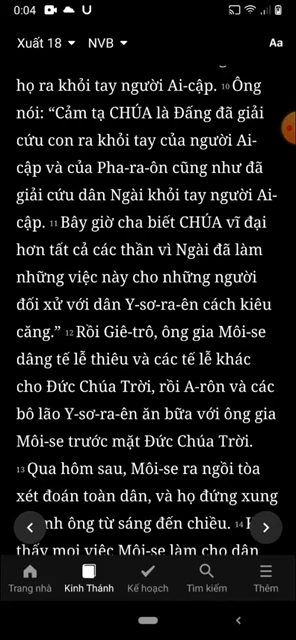 0:04
Xuất 18 NVB Aa
họ ra khỏi tay người Ai-cập. 10 Ông
nói: “Cảm tạ CHÚA là Đấng đã giải
cứu con ra khỏi tay của người Ai-
cập và của Pha-ra-ôn cũng như đã
giải cứu dân Ngài khỏi tay người Ai-
cập. 11 Bây giờ cha biết CHÚA vĩ đại
hơn tất cả các thần vì Ngài đã làm
những việc này cho những người
đối xử với dân Y-sơ-ra-ên cách kiêu
căng.” 12 Rồi Giê-trô, ông gia Môi-se
dâng tế lễ thiêu và các tế lễ khác
cho Đức Chúa Trời, rồi A-rôn và các
bô lão Y-sơ-ra-ên ăn bữa với ông gia
Môi-se trước mặt Đức Chúa Trời.
13 Qua hôm sau, Môi-se ra ngồi tòa
xét đoán toàn dân, và họ đứng xung
ông từ sáng đến chiều. 14
thấy mọi việc Môi-se làm cho dân
Trang nhà Kinh Thánh Kế hoạch Tìm kiếm Thêm